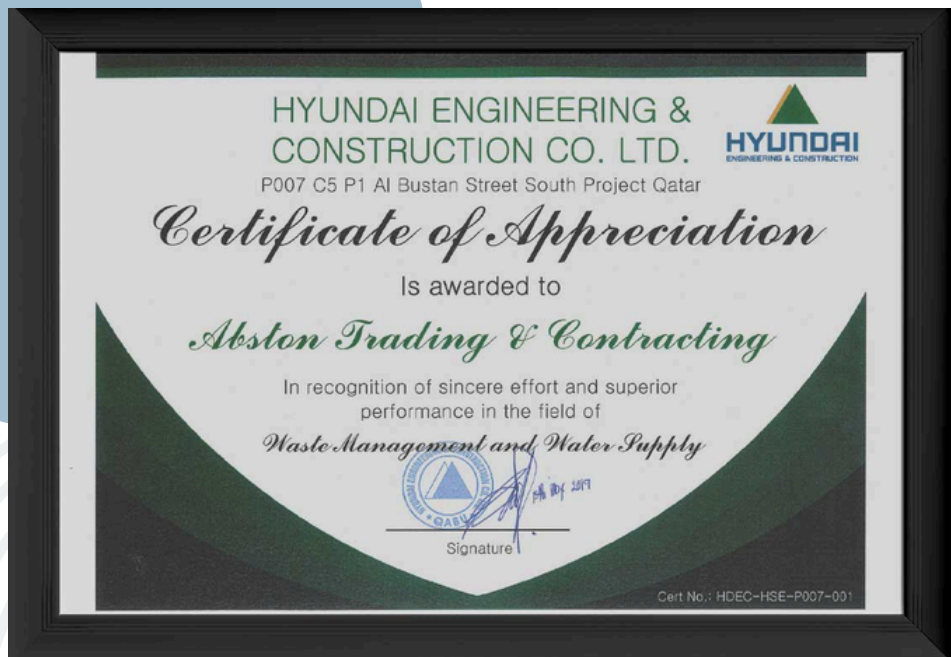 HYUNDAI ENGINEERING &
CONSTRUCTION CO. LTD.
HYUNDAI
ENGINEERING & CONSTRUCTION
P007 C5 P1 Al Bustan Street South Project Qatar
Certificate of Appreciation
Is awarded to
Abston Trading & Contracting
In recognition of sincere effort and superior
performance in the field of
Waste Management and Water Supply
QABU
2019
Signature
Cert No.: HDEC-HSE-P007-001